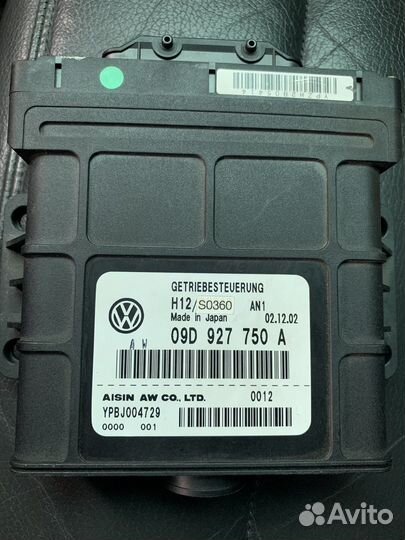 GETRIEBESTEUERUNG
H12/S0360 AN1
Made in Japan 02.12.02
A W
09D 927 750 A
AISIN AW CO., LTD. 0012
YPBJ004729
0000 001
Avito